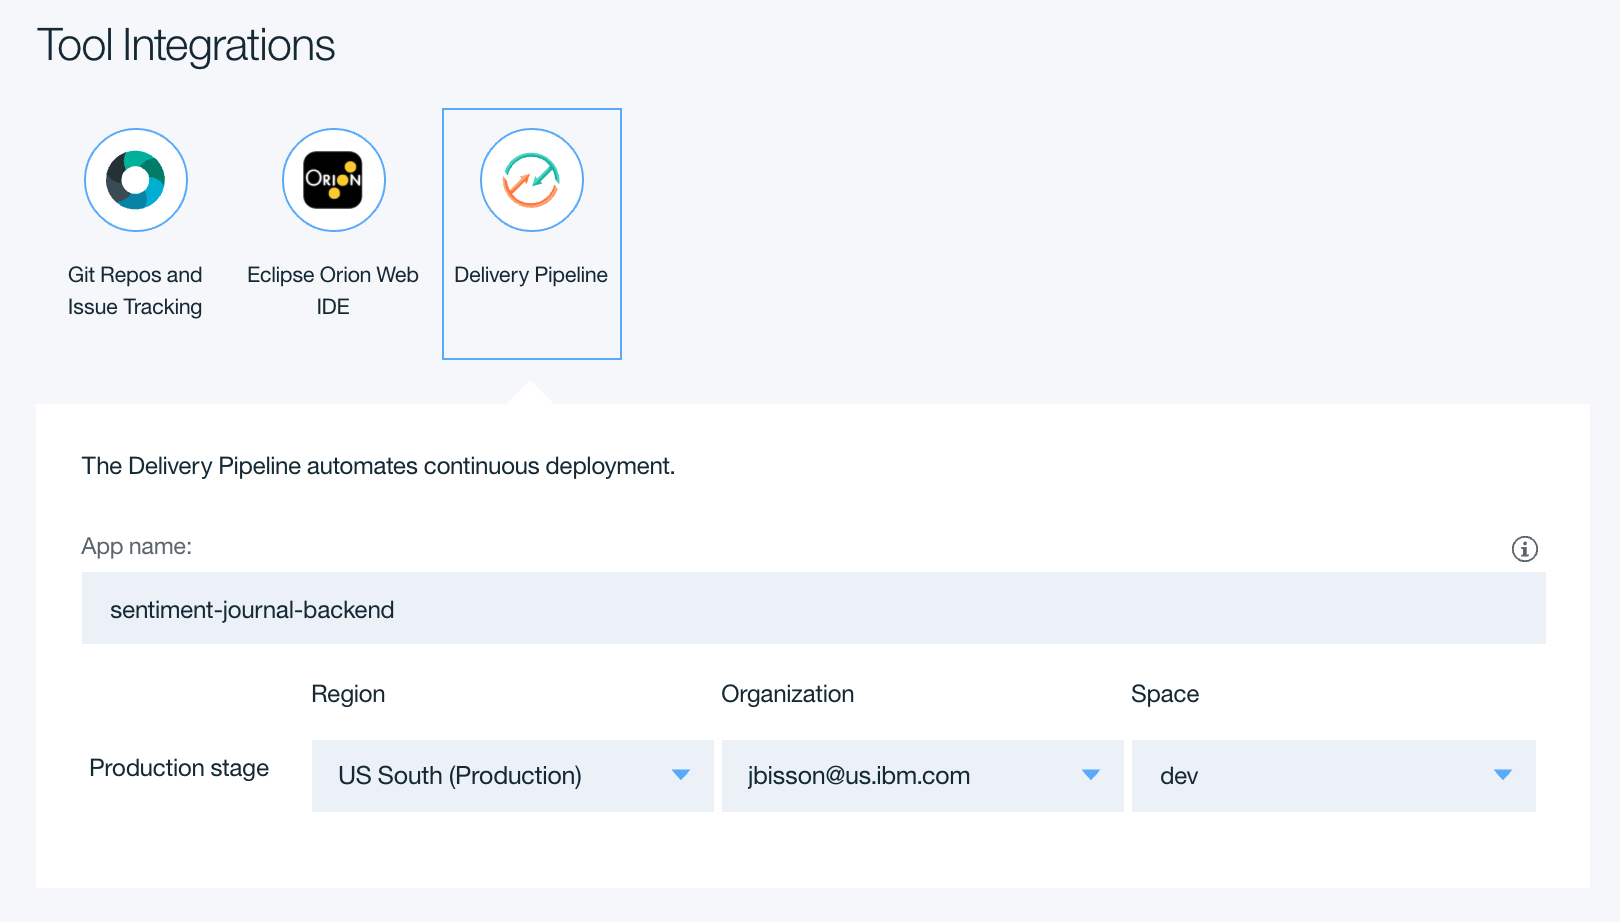 Tool Integrations
ORION
Git Repos and
Issue Tracking
Eclipse Orion Web
IDE
Delivery Pipeline
The Delivery Pipeline automates continuous deployment.
App name:
sentiment-journal-backend
Region
Organization
Space
Production stage
US South (Production)
jbisson@us.ibm.com
dev